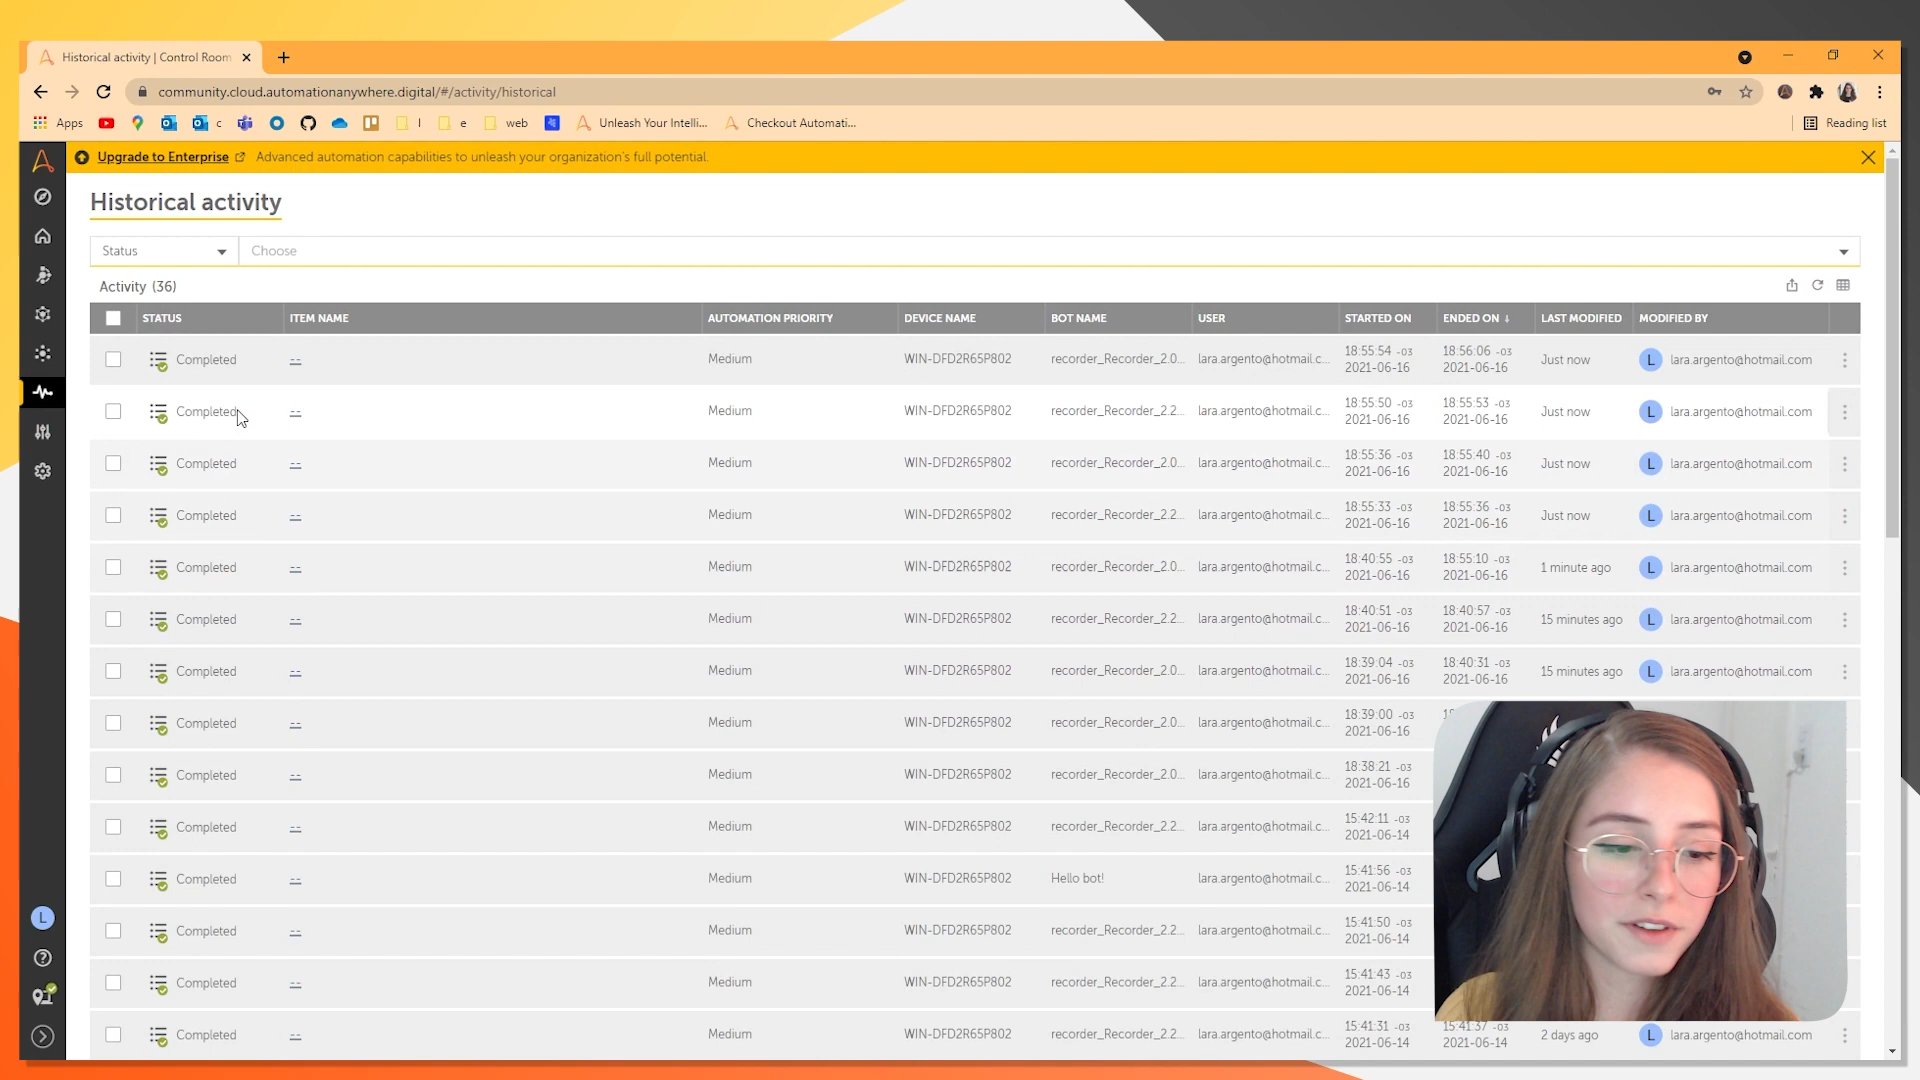 Historical activity | Control Room
community.cloud.automationanywhere.digital/#/activity/historical
Apps c l e web Unleash Your Intelli... Checkout Automati... Reading list
Upgrade to Enterprise Advanced automation capabilities to unleash your organization's full potential.
Historical activity
Status Choose
Activity (36)
STATUS ITEM NAME AUTOMATION PRIORITY DEVICE NAME BOT NAME USER STARTED ON ENDED ON LAST MODIFIED MODIFIED BY
Completed -- Medium WIN-DFD2R65P802 recorder_Recorder_2.0... lara.argento@hotmail.c... 18:55:54 -03 18:56:06 -03 Just now L lara.argento@hotmail.com
2021-06-16 2021-06-16
Completed -- Medium WIN-DFD2R65P802 recorder_Recorder_2.2... lara.argento@hotmail.c... 18:55:50 -03 18:55:53 -03 Just now L lara.argento@hotmail.com
2021-06-16 2021-06-16
Completed -- Medium WIN-DFD2R65P802 recorder_Recorder_2.0... lara.argento@hotmail.c... 18:55:36 -03 18:55:40 -03 Just now L lara.argento@hotmail.com
2021-06-16 2021-06-16
Completed -- Medium WIN-DFD2R65P802 recorder_Recorder_2.2... lara.argento@hotmail.c... 18:55:33 -03 18:55:36 -03 Just now L lara.argento@hotmail.com
2021-06-16 2021-06-16
Completed -- Medium WIN-DFD2R65P802 recorder_Recorder_2.0... lara.argento@hotmail.c... 18:40:55 -03 18:55:10 -03 1 minute ago L lara.argento@hotmail.com
2021-06-16 2021-06-16
Completed -- Medium WIN-DFD2R65P802 recorder_Recorder_2.2... lara.argento@hotmail.c... 18:40:51 -03 18:40:57 -03 15 minutes ago L lara.argento@hotmail.com
2021-06-16 2021-06-16
Completed -- Medium WIN-DFD2R65P802 recorder_Recorder_2.0... lara.argento@hotmail.c... 18:39:04 -03 18:40:31 -03 15 minutes ago L lara.argento@hotmail.com
2021-06-16 2021-06-16
Completed -- Medium WIN-DFD2R65P802 recorder_Recorder_2.0... lara.argento@hotmail.c... 18:39:00 -03
2021-06-16
Completed -- Medium WIN-DFD2R65P802 recorder_Recorder_2.0... lara.argento@hotmail.c... 18:38:21 -03
2021-06-16
Completed -- Medium WIN-DFD2R65P802 recorder_Recorder_2.2... lara.argento@hotmail.c... 15:42:11 -03
2021-06-14
Completed -- Medium WIN-DFD2R65P802 Hello bot! lara.argento@hotmail.c... 15:41:56 -03
2021-06-14
Completed -- Medium WIN-DFD2R65P802 recorder_Recorder_2.2... lara.argento@hotmail.c... 15:41:50 -03
2021-06-14
Completed -- Medium WIN-DFD2R65P802 recorder_Recorder_2.2... lara.argento@hotmail.c... 15:41:43 -03
2021-06-14
Completed -- Medium WIN-DFD2R65P802 recorder_Recorder_2.2... lara.argento@hotmail.c... 15:41:31 -03 15:41:37 -03 2 days ago L lara.argento@hotmail.com
2021-06-14 2021-06-14
L